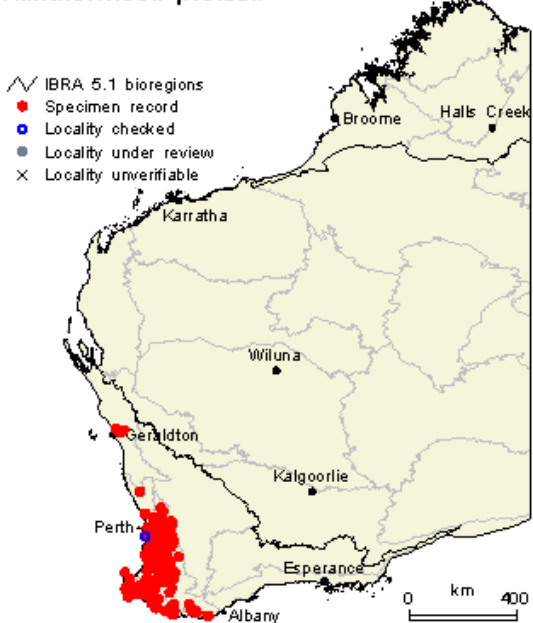 IBRA 5.1 bioregions
Specimen record
Locality checked
Locality under review
Locality unverifiable
Broome
Halls Creek
Karratha
Wiluna
Geraldton
Kalgoorlie
Perth
Esperance
km
0 400
Albany